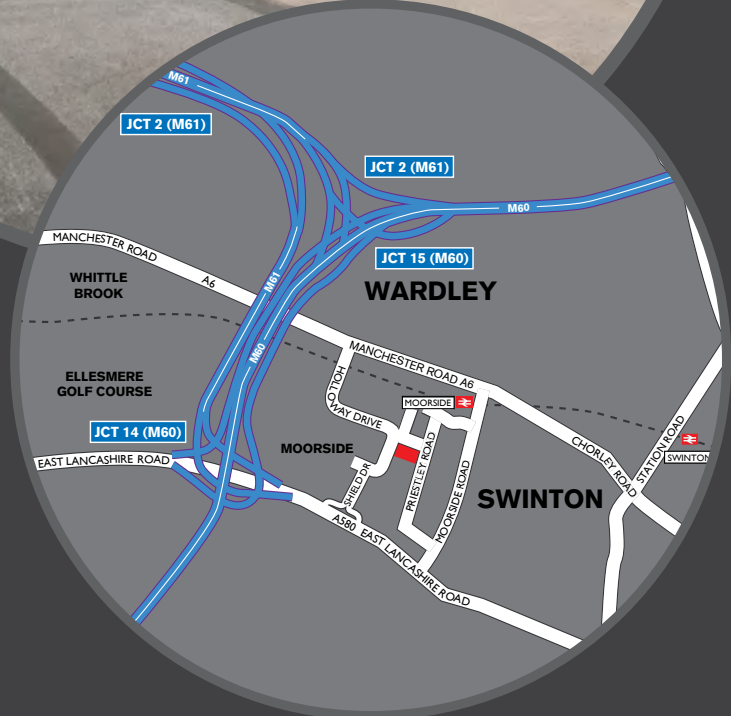 M61
JCT 2 (M61)
JCT 2 (M61)
M60
MANCHESTER ROAD
JCT 15 (M60)
WHITTLE
BROOK
A6
M61
WARDLEY
M60
MANCHESTER ROAD A6
ELLESMERE
GOLF COURSE
HOLLOWAY DRIVE
MOORSIDE
JCT 14 (M60)
CHORLEY ROAD
STATION ROAD
SWINTON
EAST LANCASHIRE ROAD
MOORSIDE
SHIELD DR
PRIESTLEY ROAD
MOORSIDE ROAD
SWINTON
A580 EAST LANCASHIRE ROAD